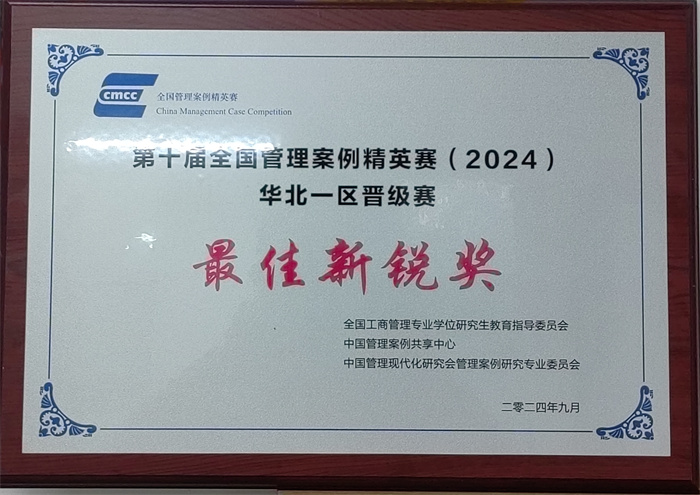 cmcc
全国管理案例精英赛
China Management Case Competition
第十届全国管理案例精英赛（2024）
华北一区晋级赛
最佳新锐奖
全国工商管理专业学位研究生教育指导委员会
中国管理案例共享中心
中国管理现代化研究会管理案例研究专业委员会
二零二四年九月